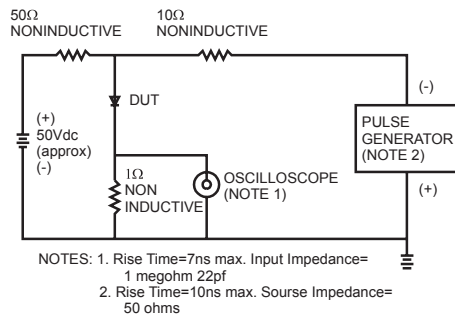 50Ω
NONINDUCTIVE
10Ω
NONINDUCTIVE
(+)
50Vdc
(approx)
(-)
DUT
1Ω
NON
INDUCTIVE
OSCILLOSCOPE
(NOTE 1)
(-)
PULSE
GENERATOR
(NOTE 2)
(+)
NOTES: 1. Rise Time=7ns max. Input Impedance=
1 megohm 22pf
2. Rise Time=10ns max. Sourse Impedance=
50 ohms